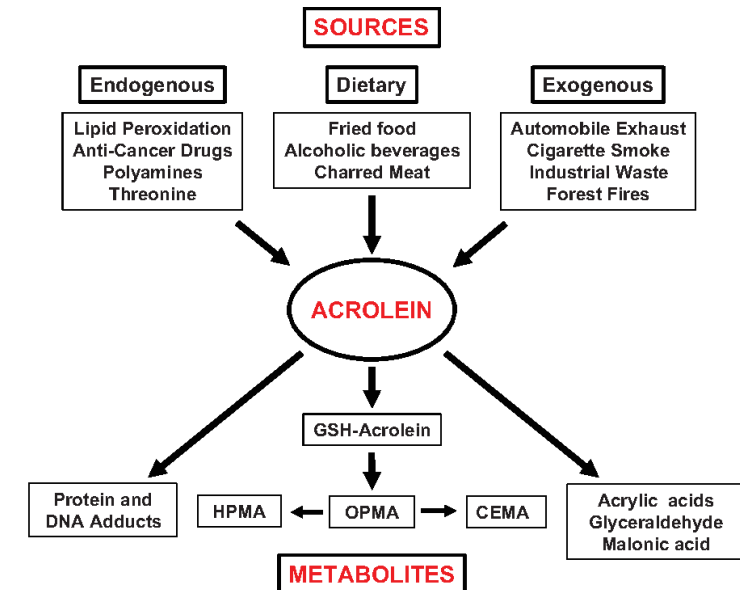 SOURCES
Endogenous
Dietary
Exogenous
Lipid Peroxidation
Anti-Cancer Drugs
Polyamines
Threonine
Fried food
Alcoholic beverages
Charred Meat
Automobile Exhaust
Cigarette Smoke
Industrial Waste
Forest Fires
ACROLEIN
GSH-Acrolein
Protein and
DNA Adducts
HPMA
OPMA
CEMA
Acrylic acids
Glyceraldehyde
Malonic acid
METABOLITES